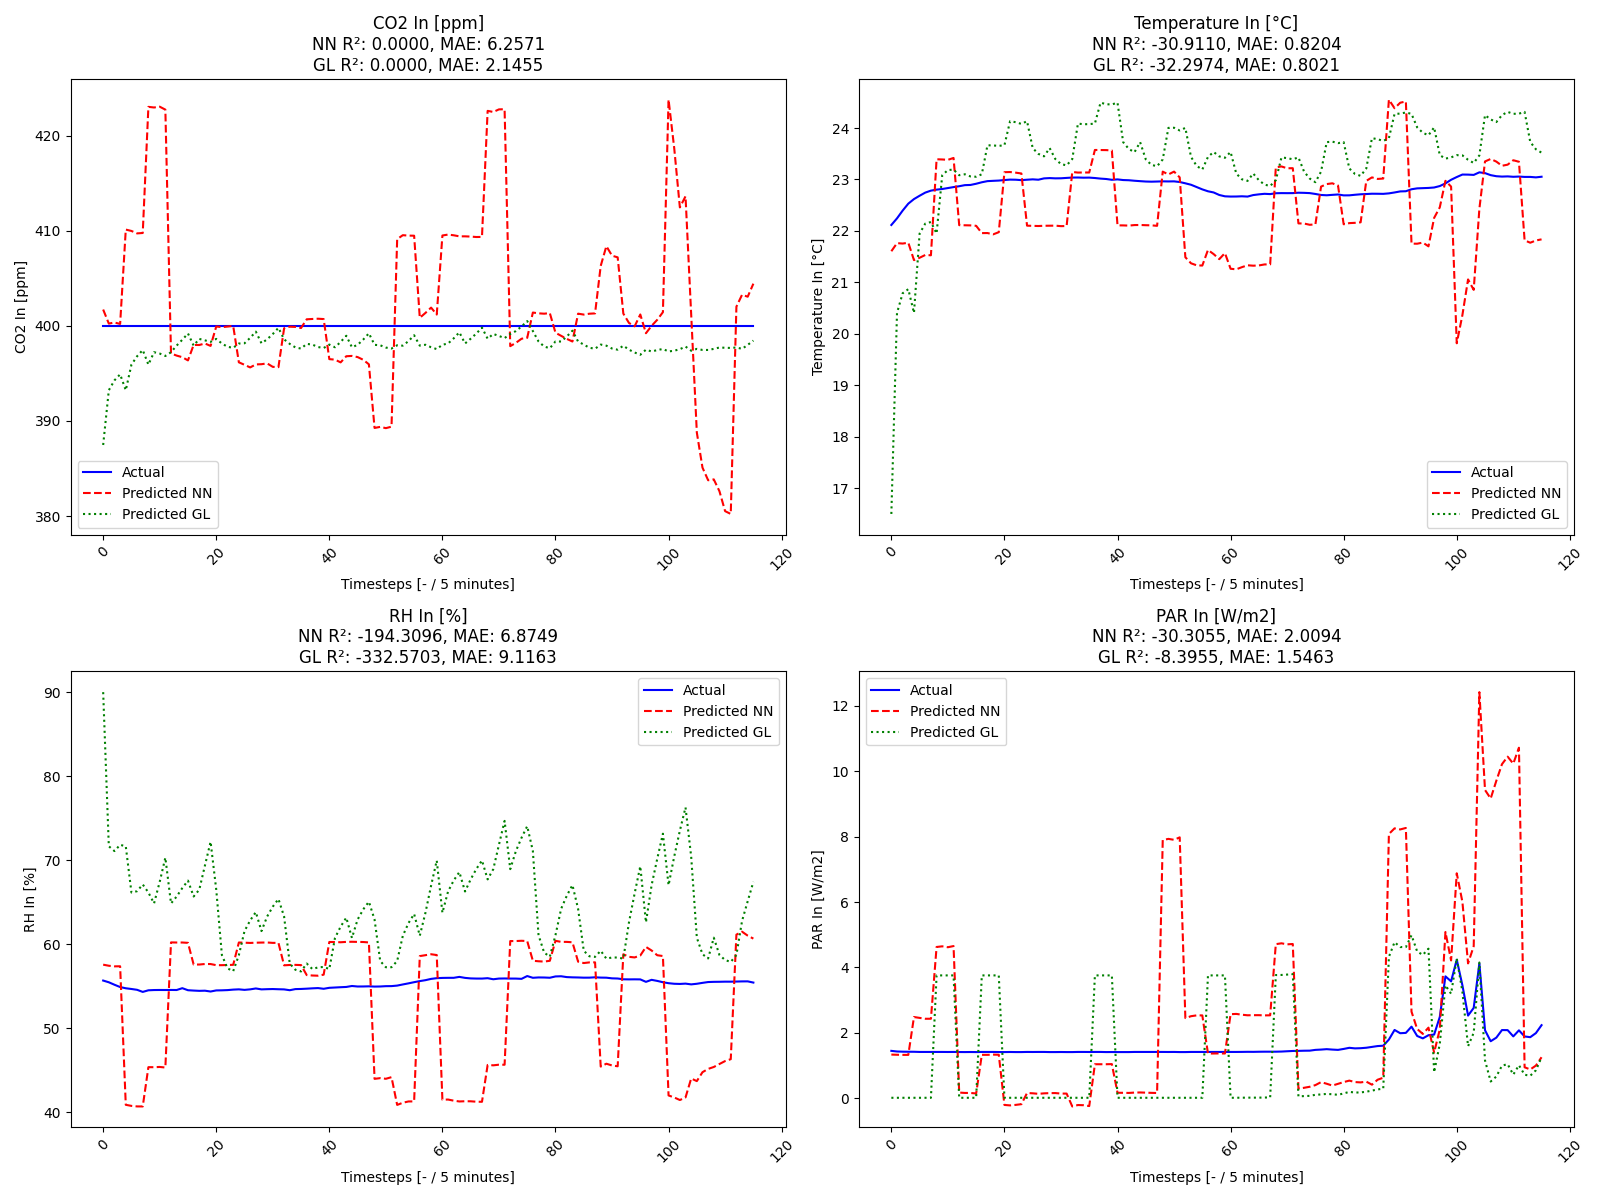 CO2 In [ppm]
NN R²: 0.0000, MAE: 6.2571
GL R²: 0.0000, MAE: 2.1455
420
410
400
390
380
CO2 In [ppm]
Actual
Predicted NN
Predicted GL
0
20
40
60
80
100
120
Timesteps [- / 5 minutes]
Temperature In [°C]
NN R²: -30.9110, MAE: 0.8204
GL R²: -32.2974, MAE: 0.8021
24
23
22
21
20
19
18
17
Temperature In [°C]
Actual
Predicted NN
Predicted GL
0
20
40
60
80
100
120
Timesteps [- / 5 minutes]
RH In [%]
NN R²: -194.3096, MAE: 6.8749
GL R²: -332.5703, MAE: 9.1163
90
80
70
60
50
40
RH In [%]
Actual
Predicted NN
Predicted GL
0
20
40
60
80
100
120
Timesteps [- / 5 minutes]
PAR In [W/m2]
NN R²: -30.3055, MAE: 2.0094
GL R²: -8.3955, MAE: 1.5463
12
10
8
6
4
2
0
PAR In [W/m2]
Actual
Predicted NN
Predicted GL
0
20
40
60
80
100
120
Timesteps [- / 5 minutes]